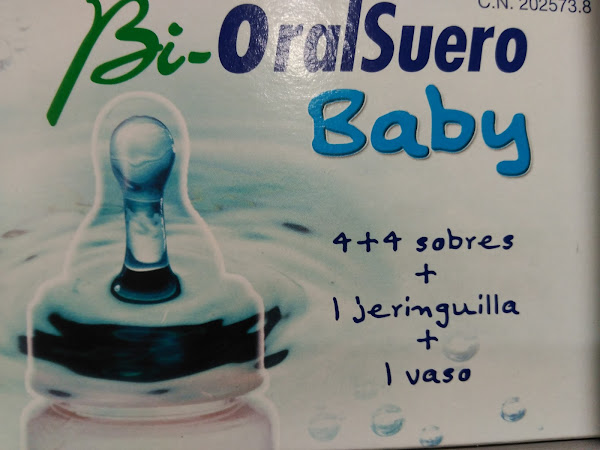 C.N. 202573.8
Bi-OralSuero
Baby
4+4 sobres
+
1 jeringuilla
+
1 vaso